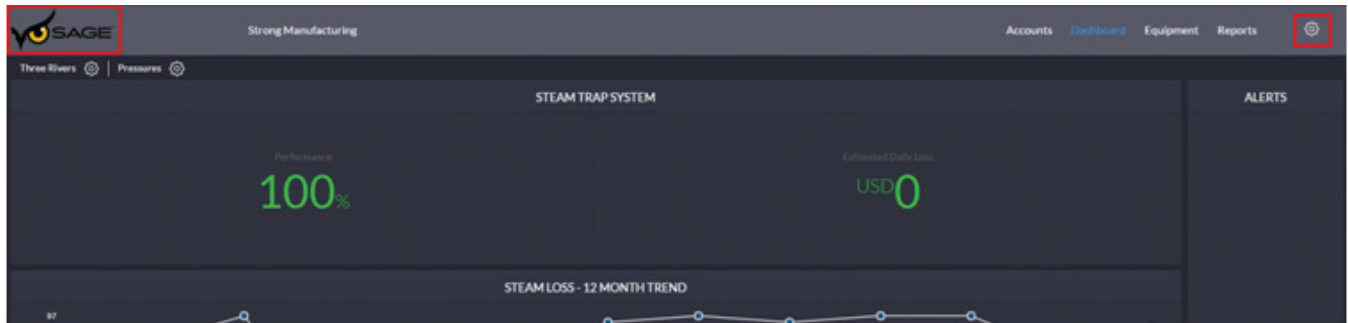 SAGE Strong Manufacturing Accounts Dashboard Equipment Reports
Three Rivers | Pressures
STEAM TRAP SYSTEM ALERTS
Performance Estimated Daily Loss
100% USD0
STEAM LOSS - 12 MONTH TREND
97